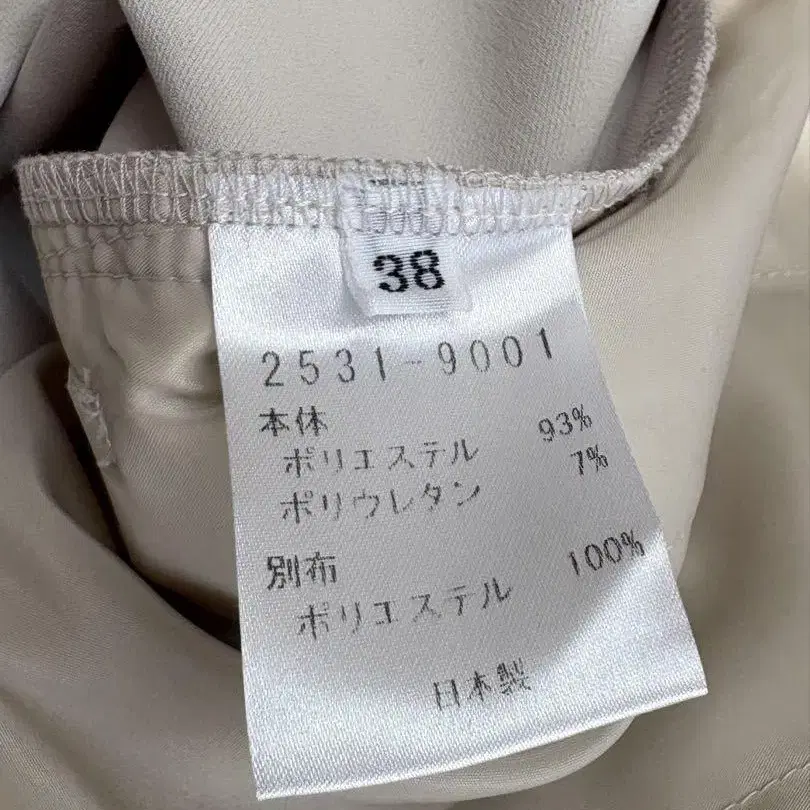 38
2531-9001
本体
ポリエステル 93%
ポリウレタン 7%
別布
ポリエステル 100%
日本製